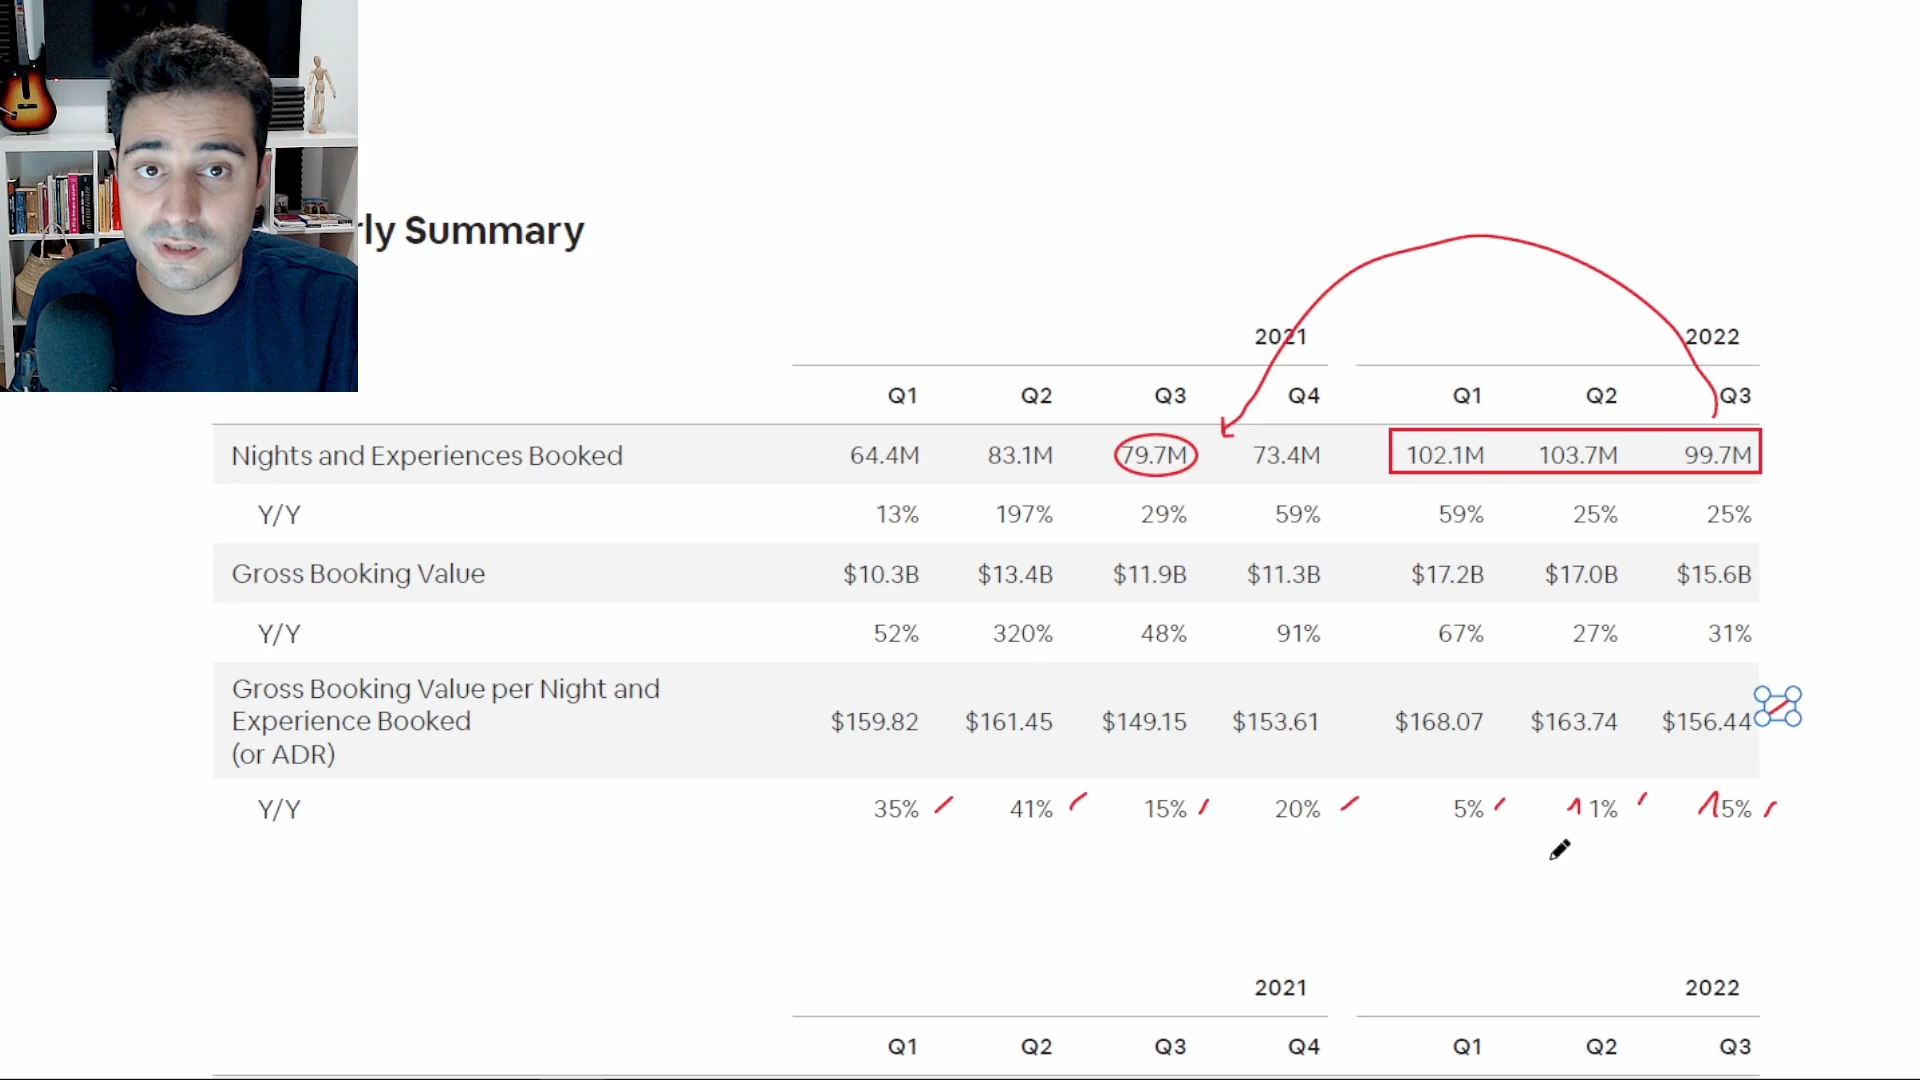 rly Summary
2021 2022
Q1 Q2 Q3 Q4 Q1 Q2 Q3
Nights and Experiences Booked 64.4M 83.1M 79.7M 73.4M 102.1M 103.7M 99.7M
Y/Y 13% 197% 29% 59% 59% 25% 25%
Gross Booking Value $10.3B $13.4B $11.9B $11.3B $17.2B $17.0B $15.6B
Y/Y 52% 320% 48% 91% 67% 27% 31%
Gross Booking Value per Night and
Experience Booked
(or ADR) $159.82 $161.45 $149.15 $153.61 $168.07 $163.74 $156.44
Y/Y 35% 41% 15% 20% 5% 1% 5%
2021 2022
Q1 Q2 Q3 Q4 Q1 Q2 Q3